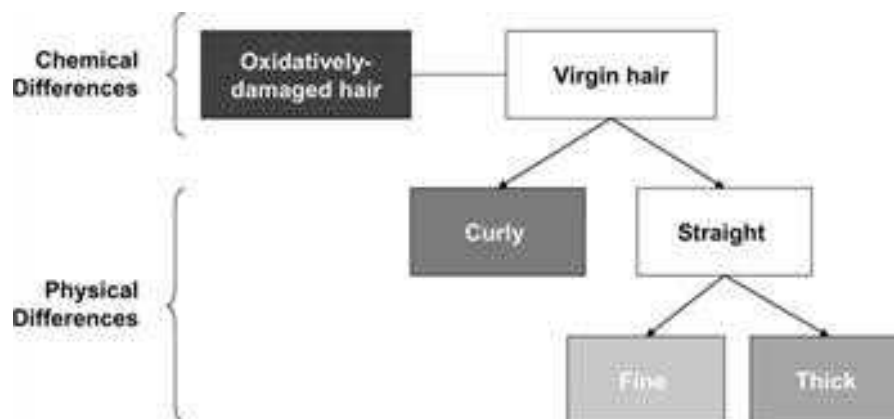 Chemical
Differences
Oxidatively-
damaged hair
Virgin hair
Curly
Straight
Physical
Differences
Fine
Thick